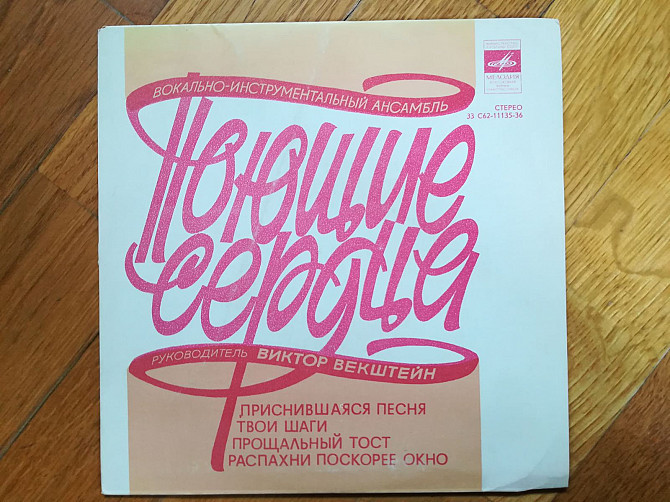 ВОКАЛЬНО-ИНСТРУМЕНТАЛЬНЫЙ АНСАМБЛЬ
МЕЛОДИЯ
СТЕРЕО
33 С62-11135-36
Поющие
сердца
РУКОВОДИТЕЛЬ ВИКТОР ВЕКШТЕЙН
ПРИСНИВШАЯСЯ ПЕСНЯ
ТВОИ ШАГИ
ПРОЩАЛЬНЫЙ ТОСТ
РАСПАХНИ ПОСКОРЕЕ ОКНО